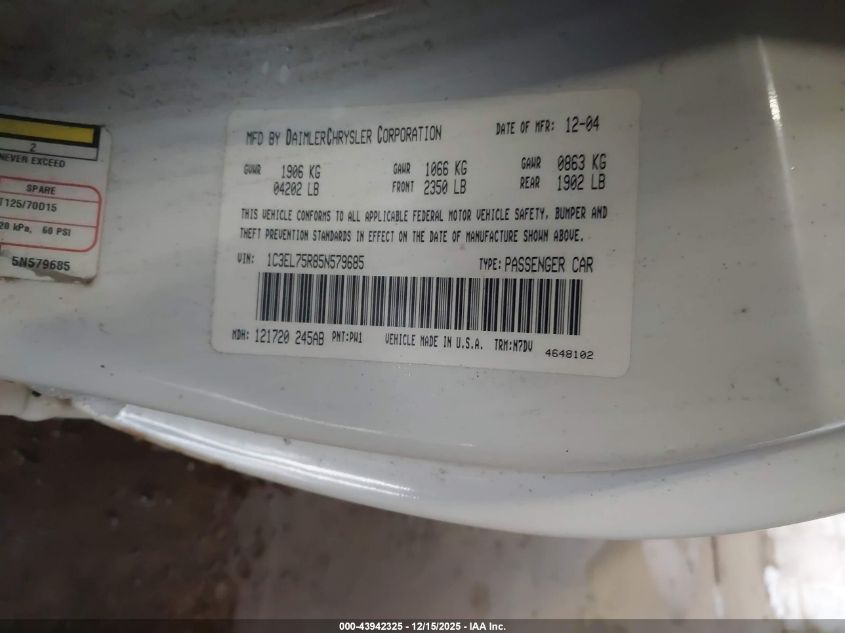 2
NEVER EXCEED
SPARE
T125/70D15
20 kPa, 60 PSI
5N579685
MFD BY DAIMLERCHRYSLER CORPORATION DATE OF MFR: 12-04
GVWR 1906 KG GAWR 1066 KG GAWR 0863 KG
04202 LB FRONT 2350 LB REAR 1902 LB
THIS VEHICLE CONFORMS TO ALL APPLICABLE FEDERAL MOTOR VEHICLE SAFETY, BUMPER AND
THEFT PREVENTION STANDARDS IN EFFECT ON THE DATE OF MANUFACTURE SHOWN ABOVE.
VIN: 1C3EL75R85N579685 TYPE: PASSENGER CAR
MDH: 121720 245AB PNT:PW1 VEHICLE MADE IN U.S.A. TRM:N7DV
4648102
000-43942325 - 12/15/2025 - IAA Inc.